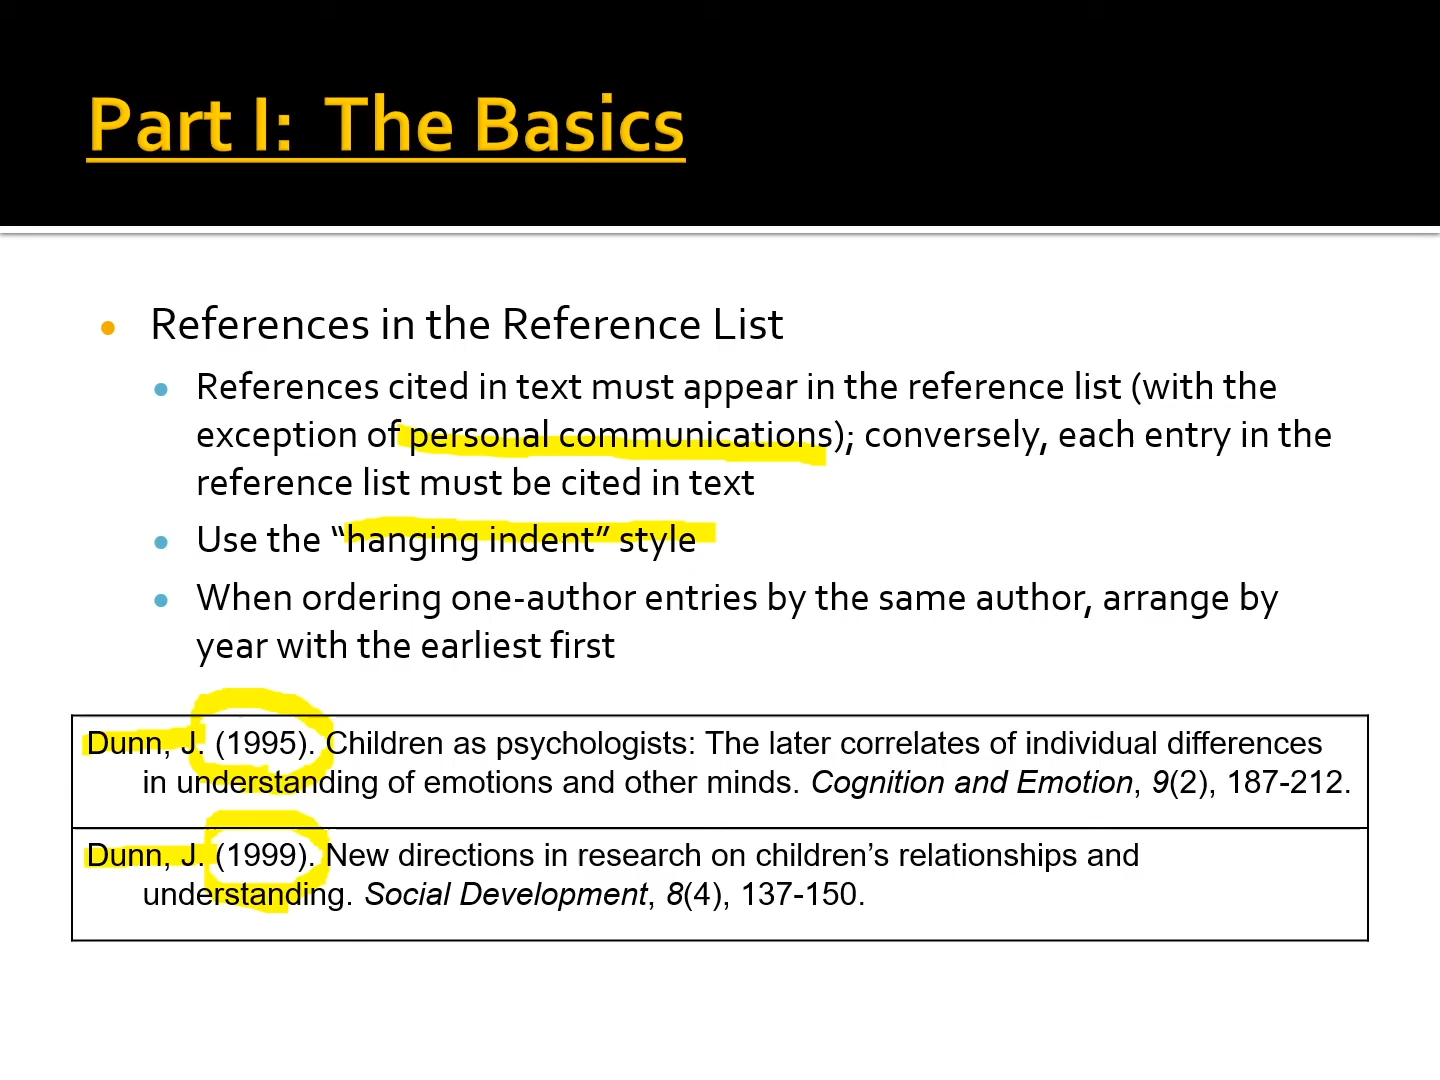 Part I:  The Basics
References in the Reference List
References cited in text must appear in the reference list (with the
exception of personal communications); conversely, each entry in the
reference list must be cited in text
Use the “hanging indent” style
When ordering one-author entries by the same author, arrange by
year with the earliest first
Dunn, J. (1995). Children as psychologists: The later correlates of individual differences
in understanding of emotions and other minds. Cognition and Emotion, 9(2), 187-212.
Dunn, J. (1999). New directions in research on children’s relationships and
understanding. Social Development, 8(4), 137-150.